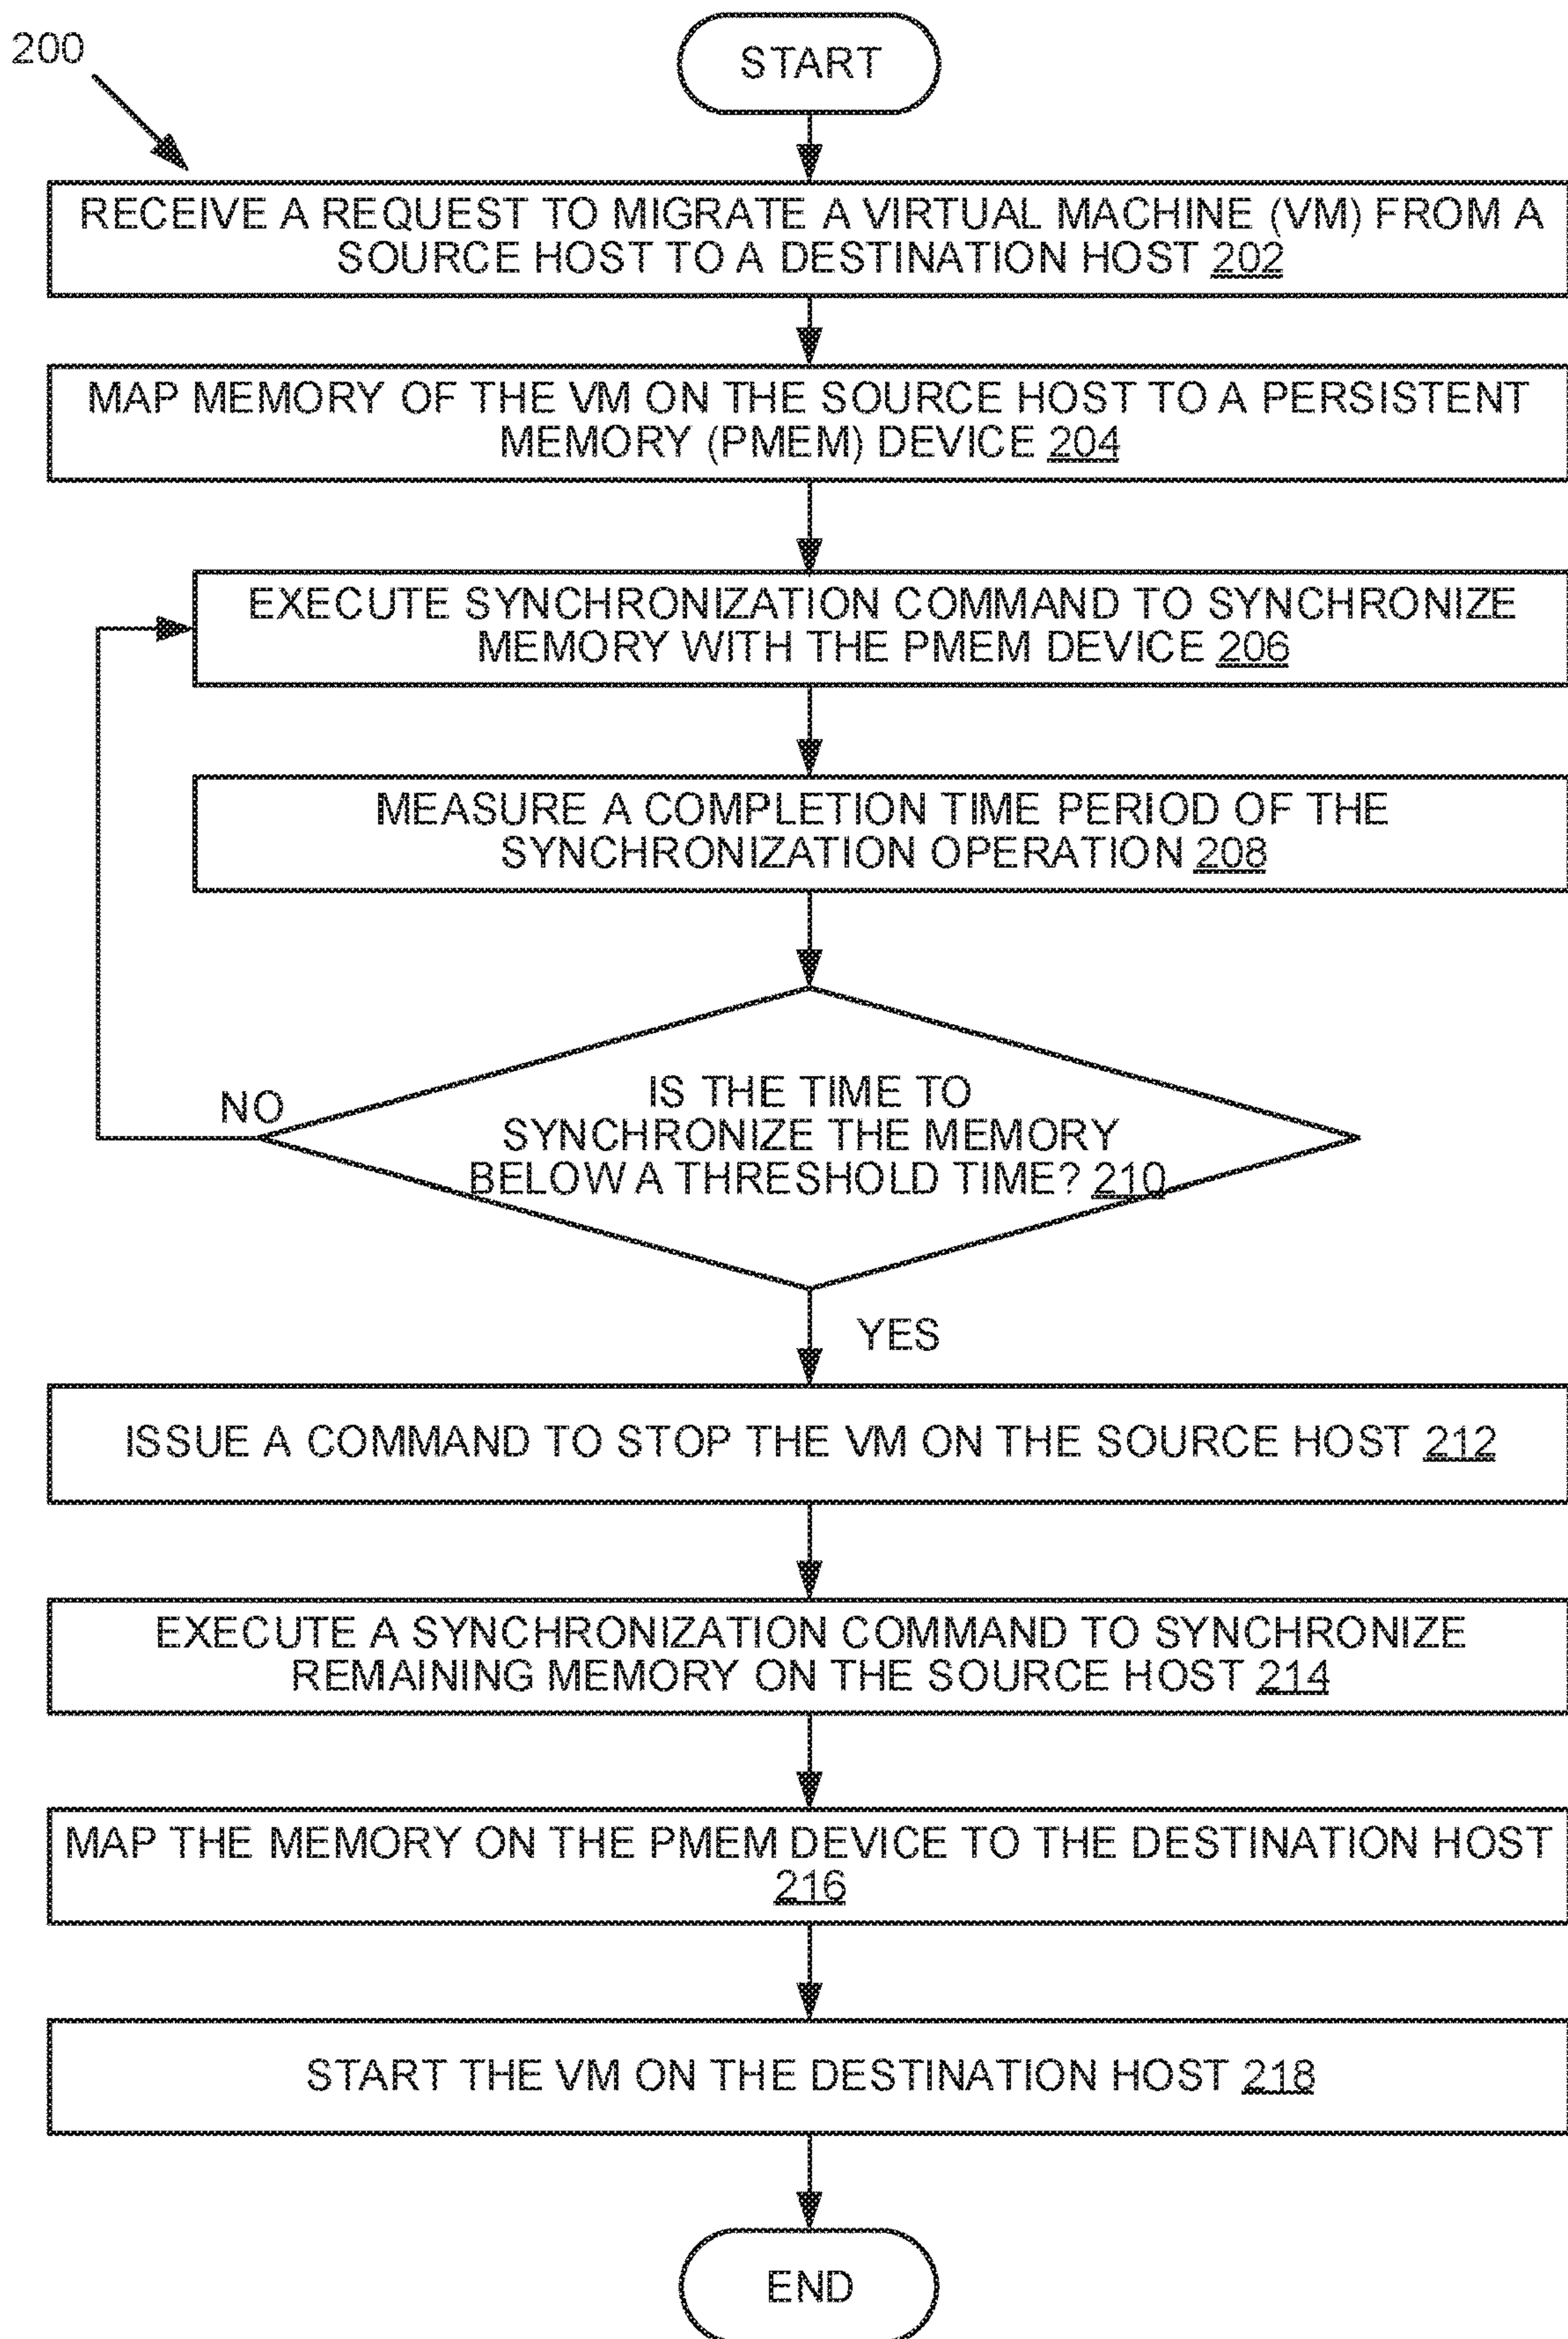 200
START
RECEIVE A REQUEST TO MIGRATE A VIRTUAL MACHINE (VM) FROM A
SOURCE HOST TO A DESTINATION HOST 202
MAP MEMORY OF THE VM ON THE SOURCE HOST TO A PERSISTENT
MEMORY (PMEM) DEVICE 204
EXECUTE SYNCHRONIZATION COMMAND TO SYNCHRONIZE
MEMORY WITH THE PMEM DEVICE 206
MEASURE A COMPLETION TIME PERIOD OF THE
SYNCHRONIZATION OPERATION 208
NO
IS THE TIME TO
SYNCHRONIZE THE MEMORY
BELOW A THRESHOLD TIME? 210
YES
ISSUE A COMMAND TO STOP THE VM ON THE SOURCE HOST 212
EXECUTE A SYNCHRONIZATION COMMAND TO SYNCHRONIZE
REMAINING MEMORY ON THE SOURCE HOST 214
MAP THE MEMORY ON THE PMEM DEVICE TO THE DESTINATION HOST
216
START THE VM ON THE DESTINATION HOST 218
END